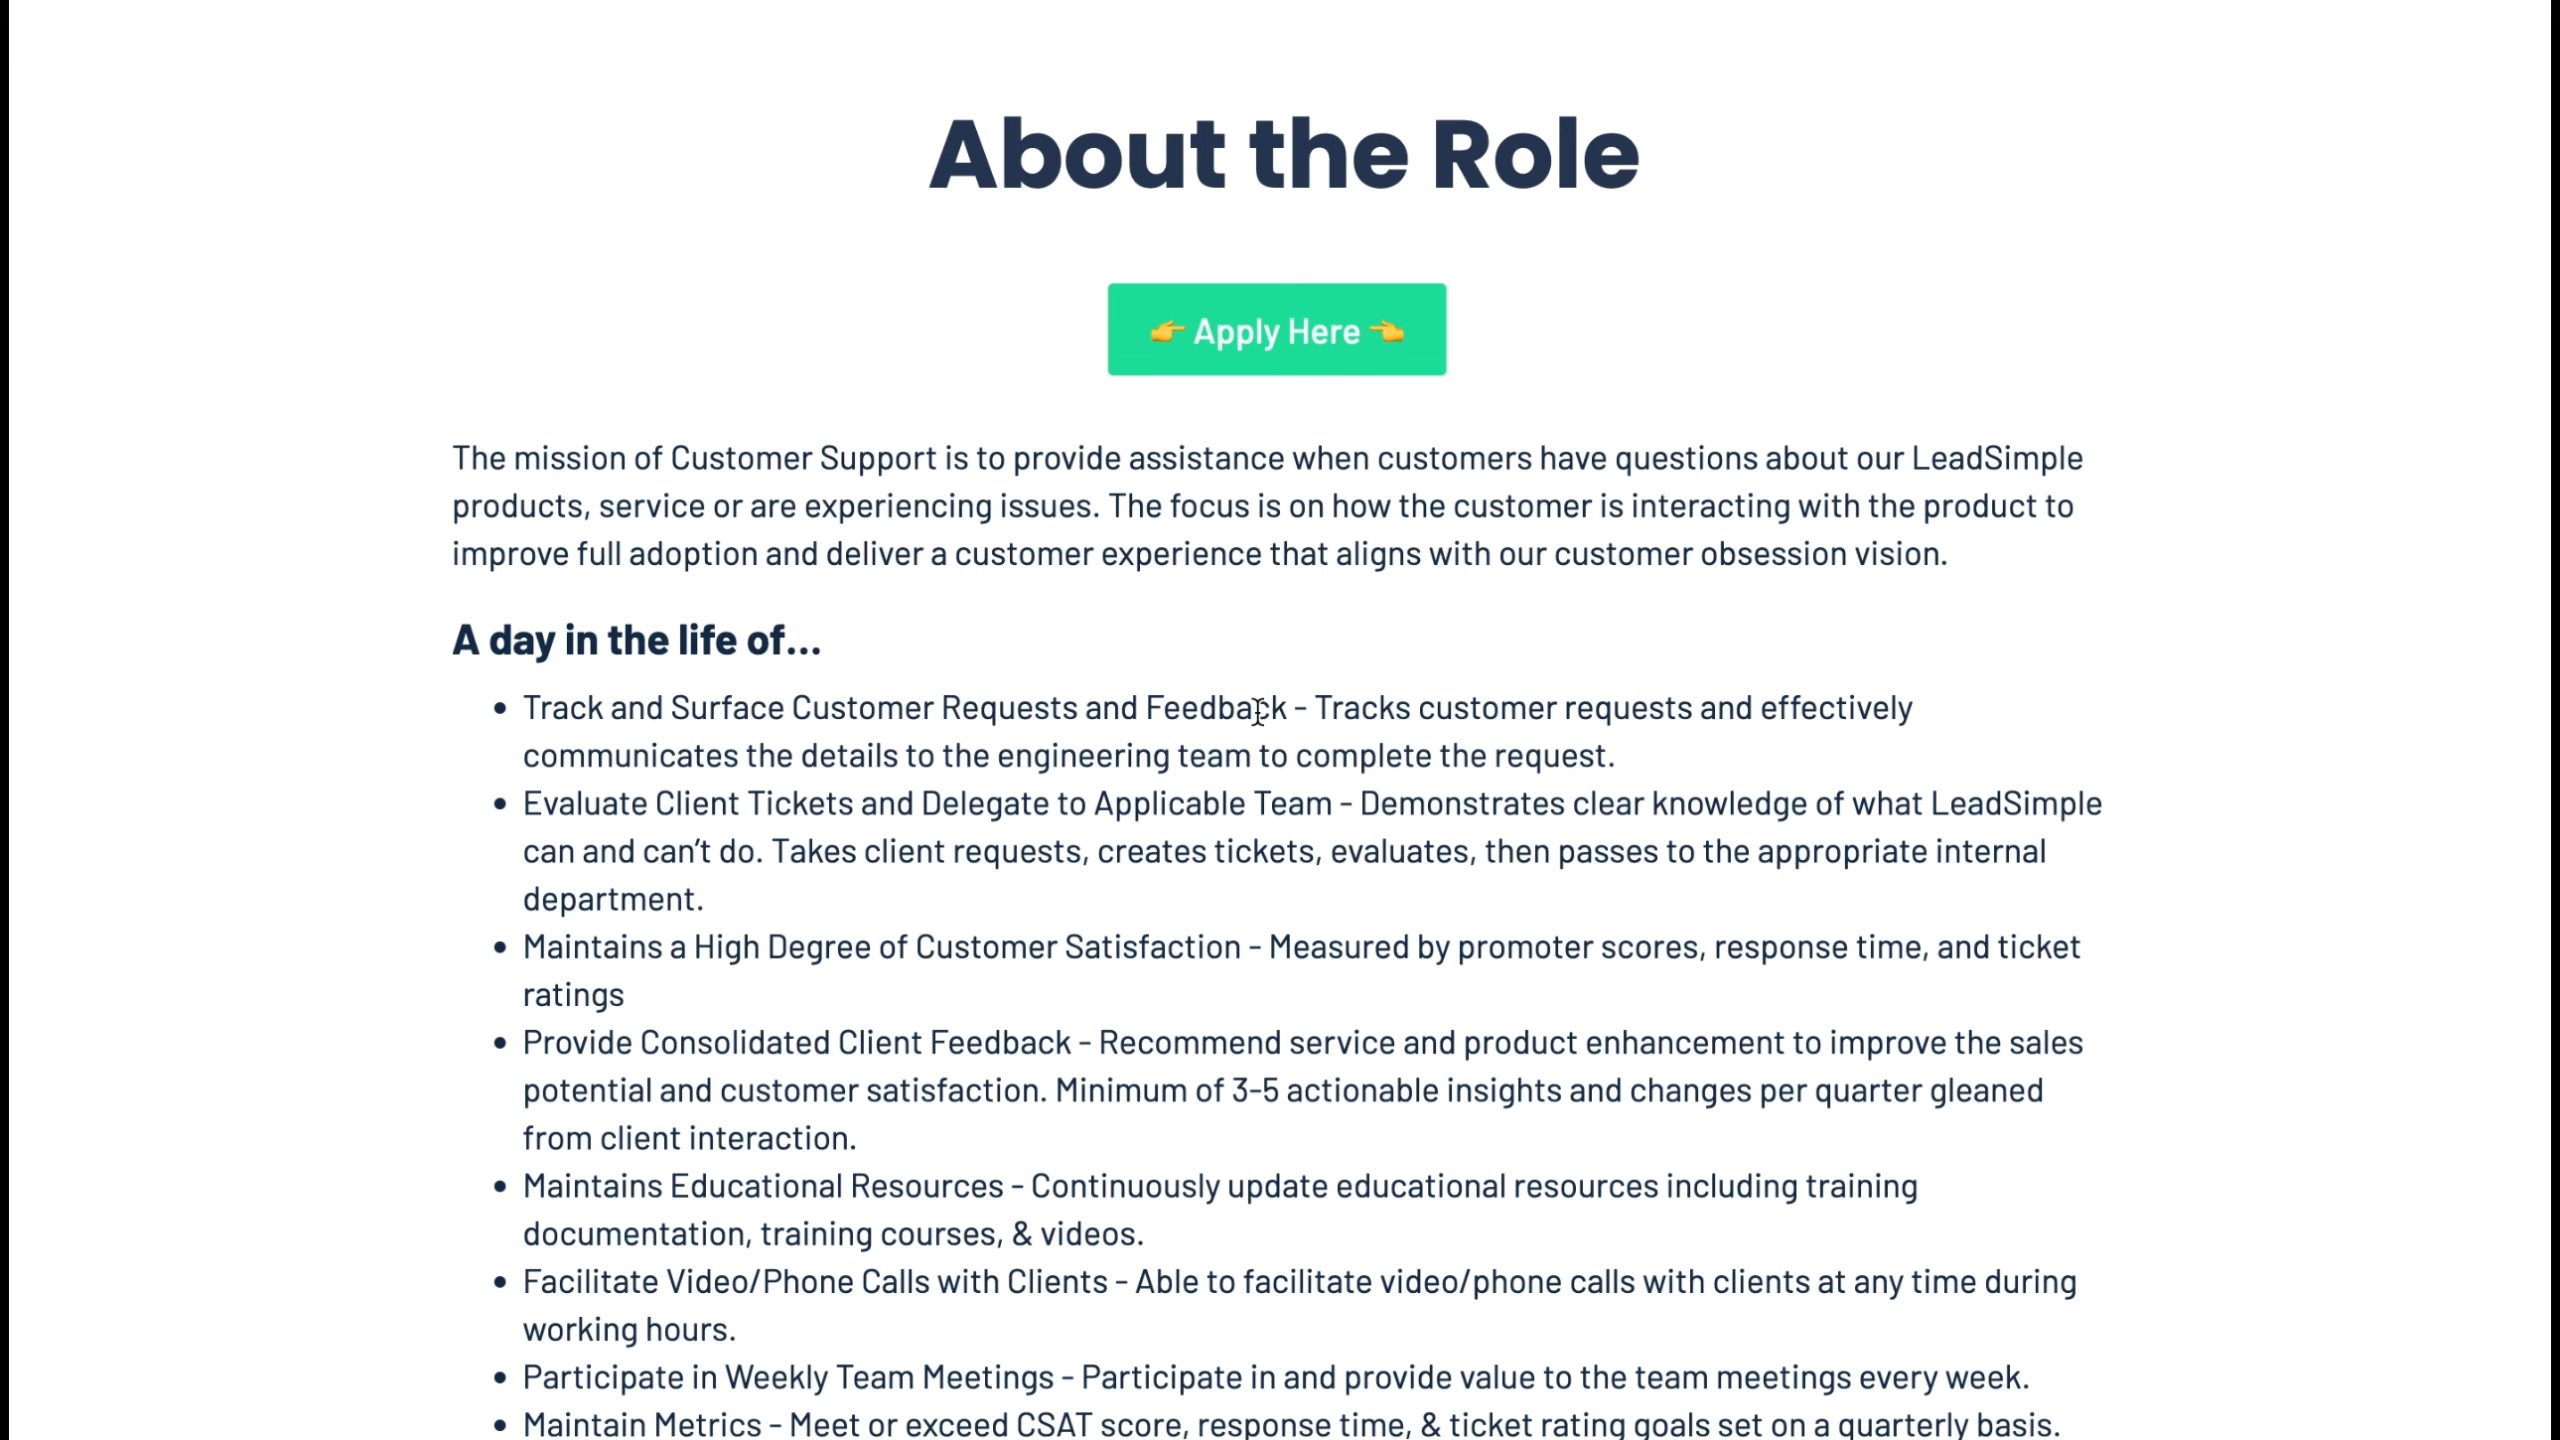 About the Role
👉 Apply Here 👈
The mission of Customer Support is to provide assistance when customers have questions about our LeadSimple
products, service or are experiencing issues. The focus is on how the customer is interacting with the product to
improve full adoption and deliver a customer experience that aligns with our customer obsession vision.
A day in the life of...
• Track and Surface Customer Requests and Feedback - Tracks customer requests and effectively
communicates the details to the engineering team to complete the request.
• Evaluate Client Tickets and Delegate to Applicable Team - Demonstrates clear knowledge of what LeadSimple
can and can’t do. Takes client requests, creates tickets, evaluates, then passes to the appropriate internal
department.
• Maintains a High Degree of Customer Satisfaction - Measured by promoter scores, response time, and ticket
ratings
• Provide Consolidated Client Feedback - Recommend service and product enhancement to improve the sales
potential and customer satisfaction. Minimum of 3-5 actionable insights and changes per quarter gleaned
from client interaction.
• Maintains Educational Resources - Continuously update educational resources including training
documentation, training courses, & videos.
• Facilitate Video/Phone Calls with Clients - Able to facilitate video/phone calls with clients at any time during
working hours.
• Participate in Weekly Team Meetings - Participate in and provide value to the team meetings every week.
• Maintain Metrics - Meet or exceed CSAT score, response time, & ticket rating goals set on a quarterly basis.